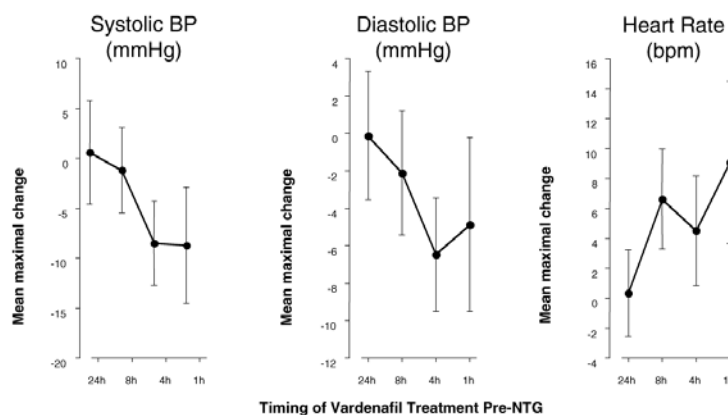 Systolic BP
(mmHg)
Mean maximal change
10
5
0
-5
-10
-15
-20
24h 8h 4h 1h
Diastolic BP
(mmHg)
Mean maximal change
4
2
0
-2
-4
-6
-8
-10
-12
24h 8h 4h 1h
Heart Rate
(bpm)
Mean maximal change
16
14
12
10
8
6
4
2
0
-2
-4
24h 8h 4h
Timing of Vardenafil Treatment Pre-NTG